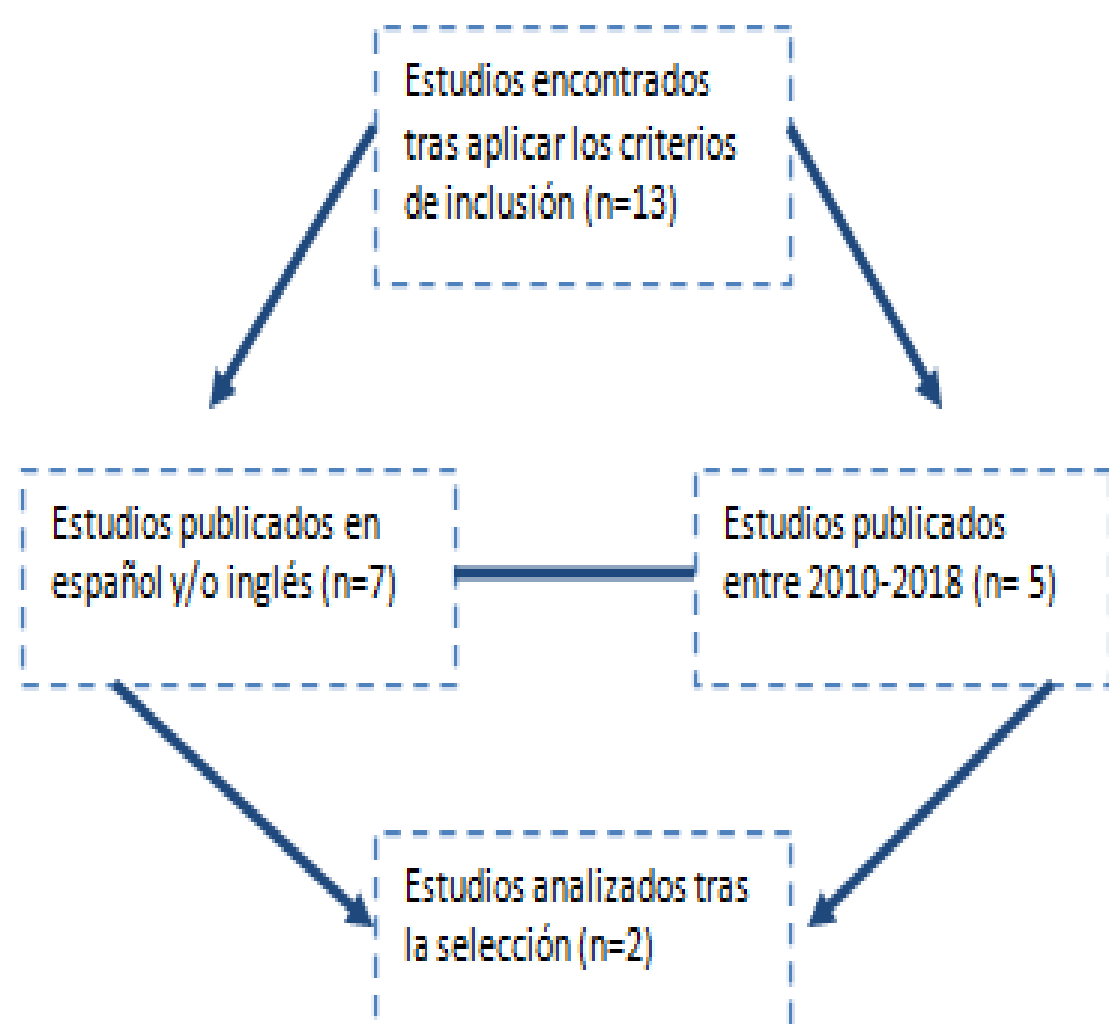 Estudios encontrados
tras aplicar los criterios
de inclusión (n=13)
Estudios publicados en
español y/o inglés (n=7)
Estudios publicados
entre 2010-2018 (n= 5)
Estudios analizados tras
la selección (n=2)